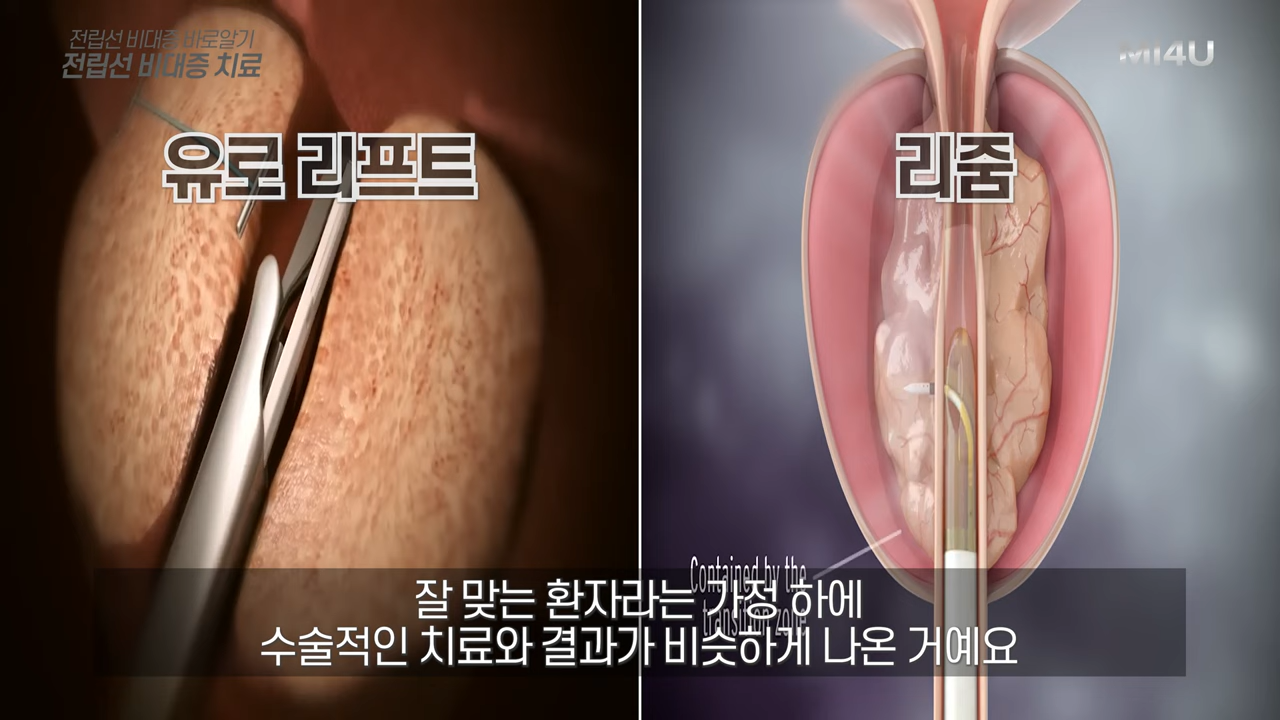 전립선 비대증 바로알기
전립선 비대증 치료
MI4U
유로 리프트
리줌
Contained by the
transition zone
잘 맞는 환자라는 가정 하에
수술적인 치료와 결과가 비슷하게 나온 거예요